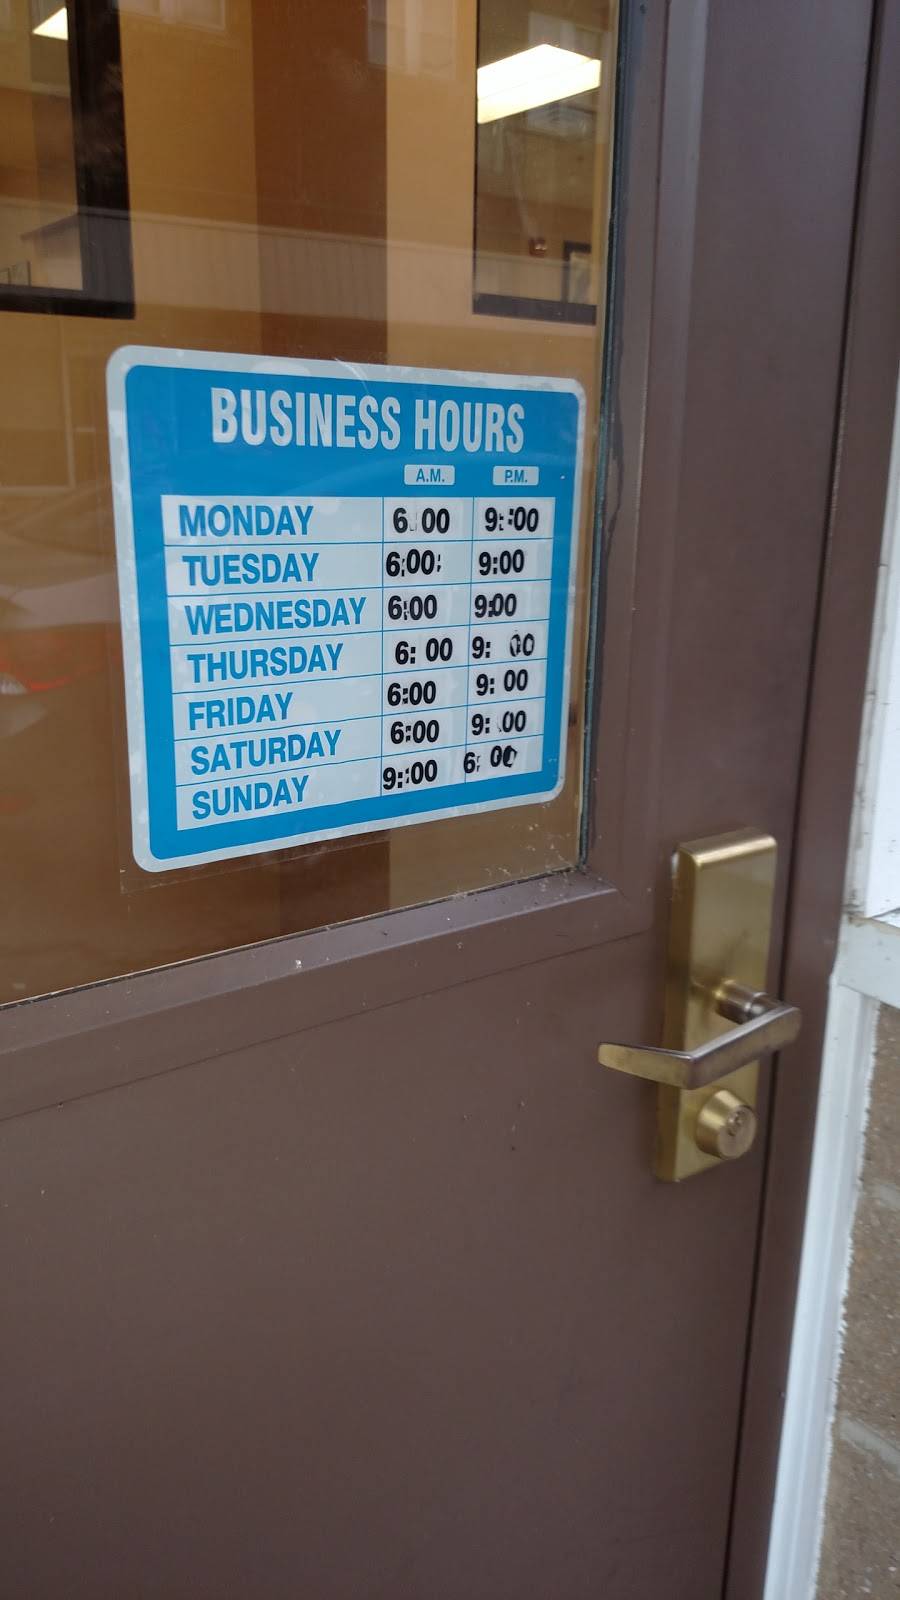 BUSINESS HOURS
A.M. P.M.
MONDAY 6:00 9::00
TUESDAY 6:00: 9:00
WEDNESDAY 6:00 9:00
THURSDAY 6: 00 9: 00
FRIDAY 6:00 9: 00
SATURDAY 6:00 9: 00
SUNDAY 9::00 6: 00